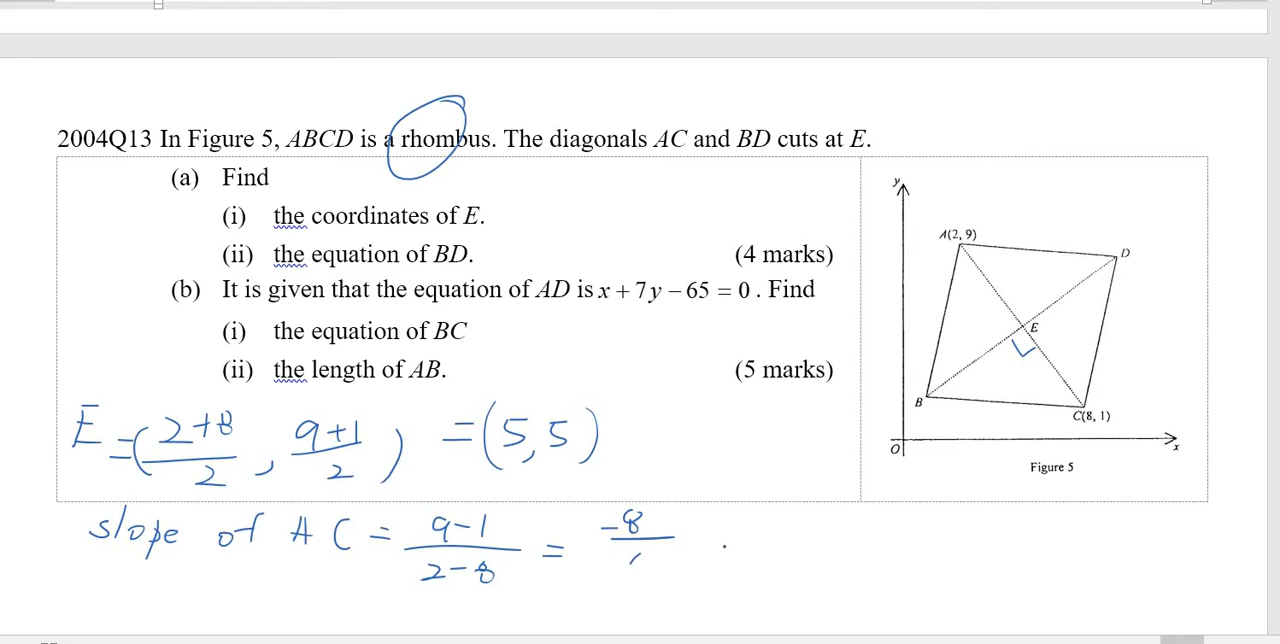 2004Q13 In Figure 5, ABCD is a rhombus. The diagonals AC and BD cuts at E.
(a) Find
(i) the coordinates of E.
(ii) the equation of BD. (4 marks)
(b) It is given that the equation of AD is x + 7y − 65 = 0 . Find
(i) the equation of BC
(ii) the length of AB. (5 marks)
y
A(2, 9)
D
E
B
C(8, 1)
O
x
Figure 5
E = (2+8/2 , 9+1/2) = (5,5)
slope of AC = 9-1/2-8 = -8/